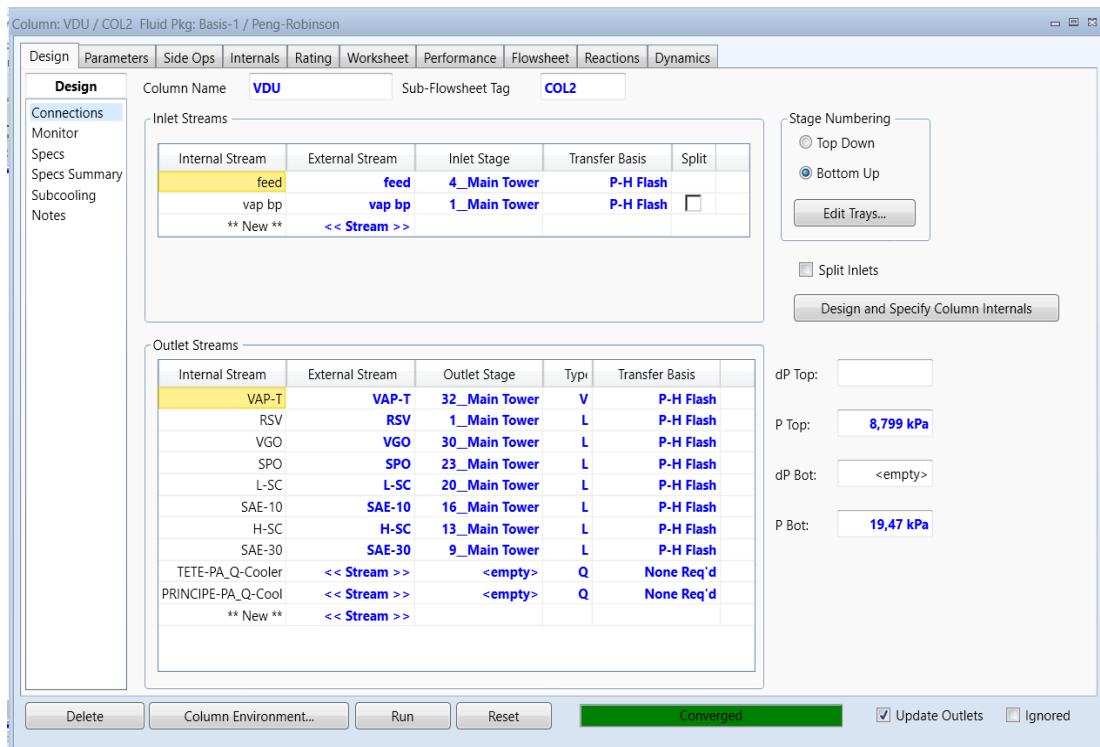 Column: VDU / COL2 Fluid Pkg: Basis-1 / Peng-Robinson
Design Parameters Side Ops Internals Rating Worksheet Performance Flowsheet Reactions Dynamics
Design
Connections
Monitor
Specs
Specs Summary
Subcooling
Notes
Column Name VDU Sub-Flowsheet Tag COL2
Inlet Streams
Internal Stream External Stream Inlet Stage Transfer Basis Split
feed feed 4__Main Tower P-H Flash
vap bp vap bp 1__Main Tower P-H Flash
** New ** << Stream >>
Stage Numbering
Top Down
Bottom Up
Edit Trays...
Split Inlets
Design and Specify Column Internals
Outlet Streams
Internal Stream External Stream Outlet Stage Type Transfer Basis
VAP-T VAP-T 32__Main Tower V P-H Flash
RSV RSV 1__Main Tower L P-H Flash
VGO VGO 30__Main Tower L P-H Flash
SPO SPO 23__Main Tower L P-H Flash
L-SC L-SC 20__Main Tower L P-H Flash
SAE-10 SAE-10 16__Main Tower L P-H Flash
H-SC H-SC 13__Main Tower L P-H Flash
SAE-30 SAE-30 9__Main Tower L P-H Flash
TETE-PA_Q-Cooler << Stream >> <empty> Q None Req'd
PRINCIPE-PA_Q-Cool << Stream >> <empty> Q None Req'd
** New ** << Stream >>
dP Top:
P Top: 8,799 kPa
dP Bot: <empty>
P Bot: 19,47 kPa
Delete Column Environment... Run Reset Converged Update Outlets Ignored